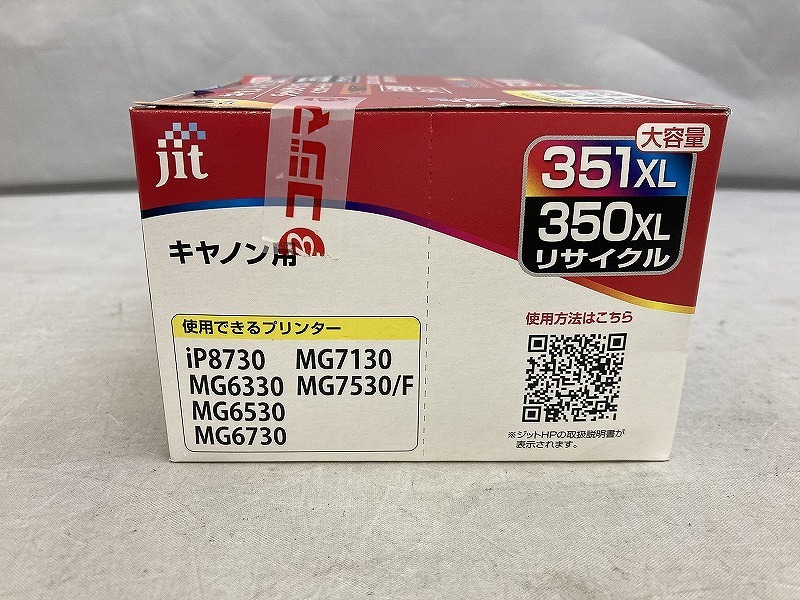 jit
コジマ
大容量
351XL
350XL
リサイクル
キヤノン用
使用できるプリンター
iP8730 MG7130
MG6330 MG7530/F
MG6530
MG6730
使用方法はこちら
※ジットHPの取扱説明書が
表示されます。